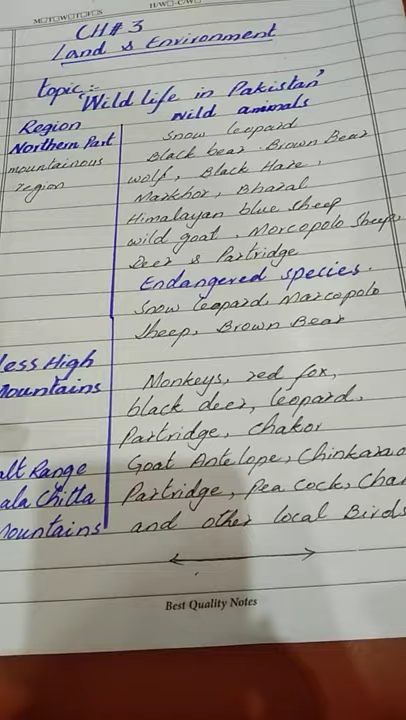 M□T□W□T□F□S H/W□ C/W□
CH # 3
Land & Environment
Topic:- "Wild life in Pakistan"
Region Wild animals
Northern Part Snow leopard
mountainous Black bear. Brown Bear
region wolf, Black Hare,
Markhor, Bharal
Himalayan blue sheep
wild goat, Morcopolo Sheep,
Deer & Partridge
Endangered species.
Snow leopard, Marcopolo
Sheep, Brown Bear
less High
Mountains Monkeys, red fox,
black deer, leopard,
Partridge, chakor
alt Range Goat Antelope, Chinkara
ala Chitta Partridge, Pea Cock, Cha
Mountains and other local Birds
Best Quality Notes